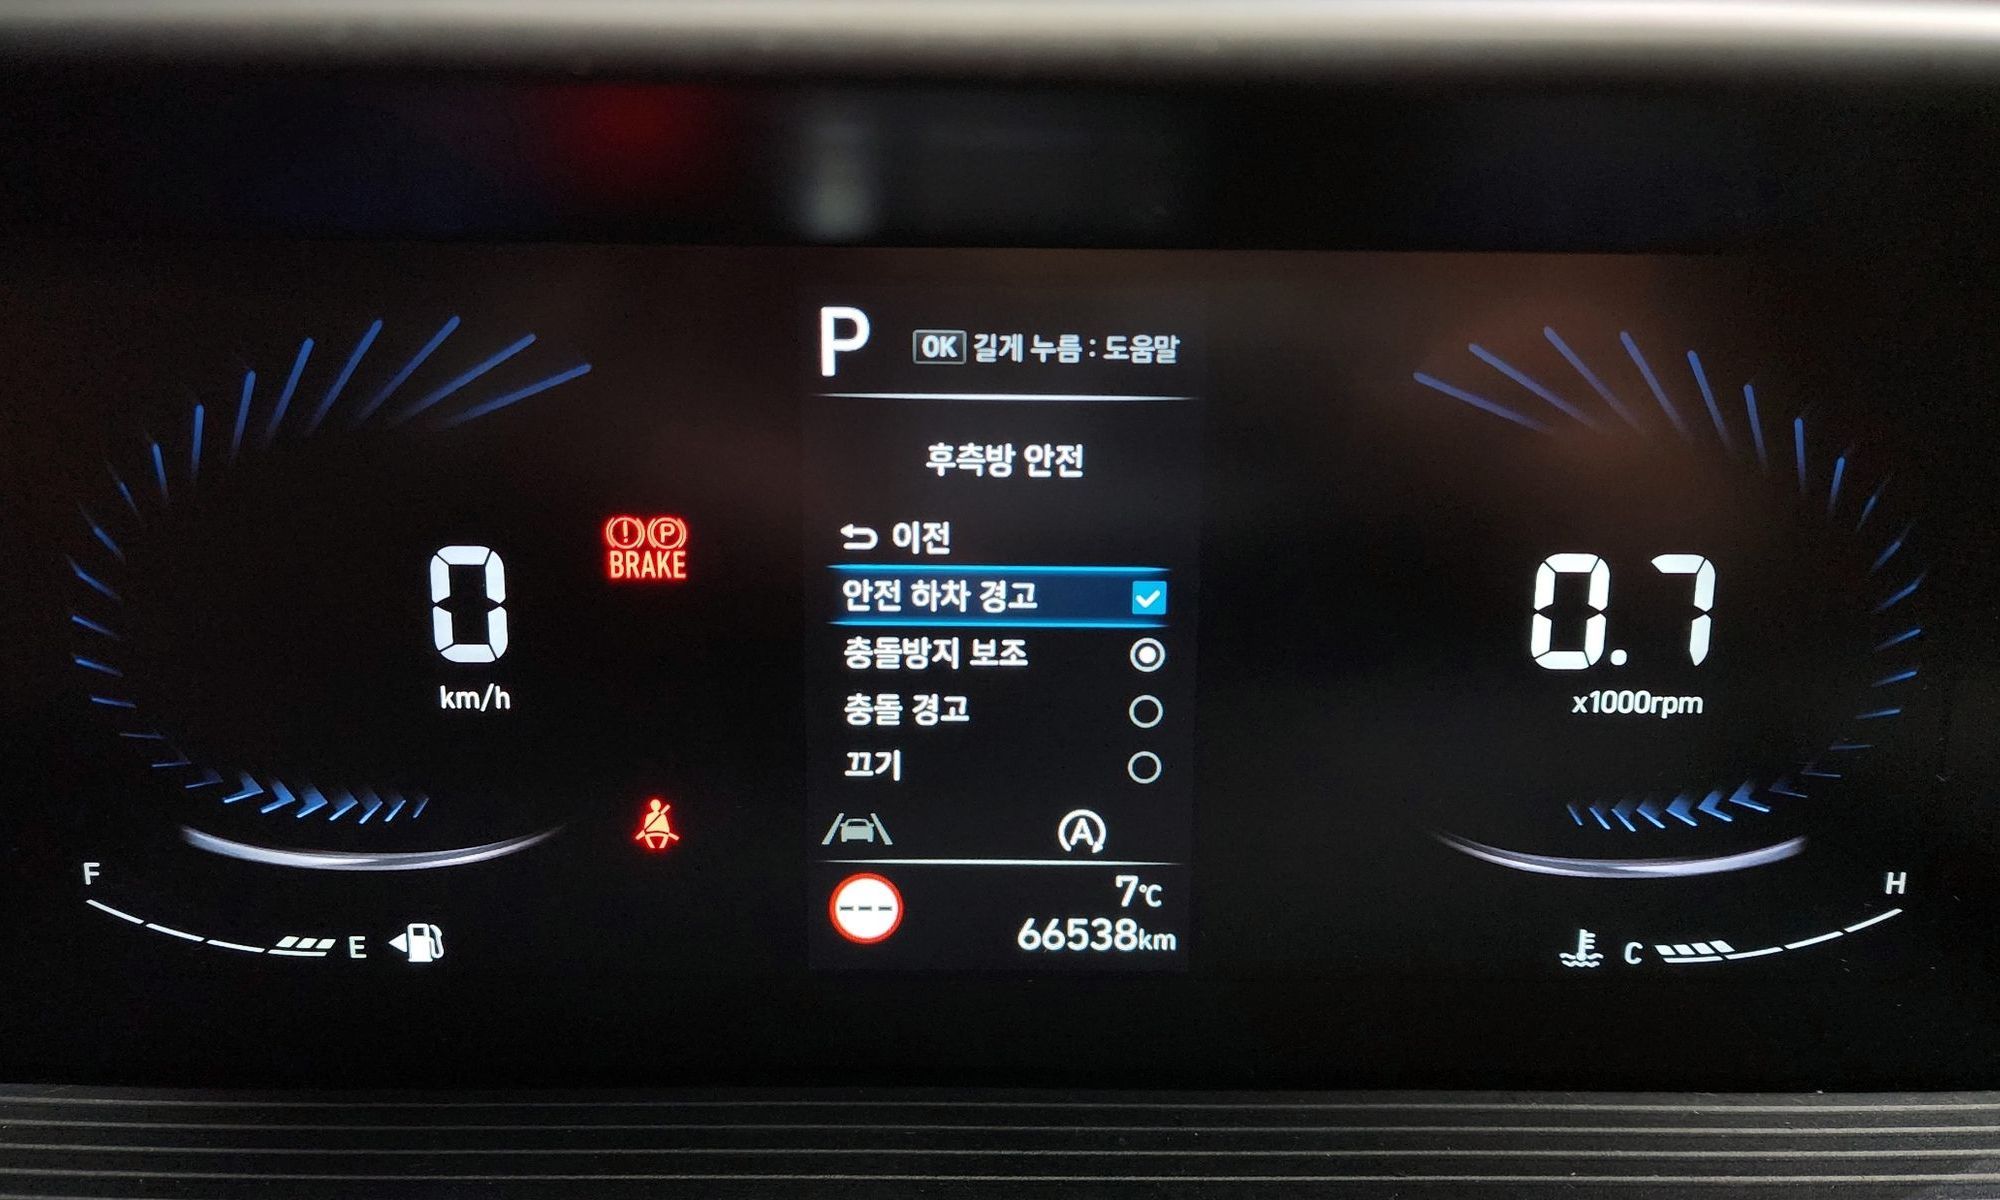 P
OK 길게 누름 : 도움말
후측방 안전
이전
안전 하차 경고
충돌방지 보조
충돌 경고
끄기
A
---
7℃
66538km
0
km/h
P
BRAKE
F
E
0.7
x1000rpm
H
C